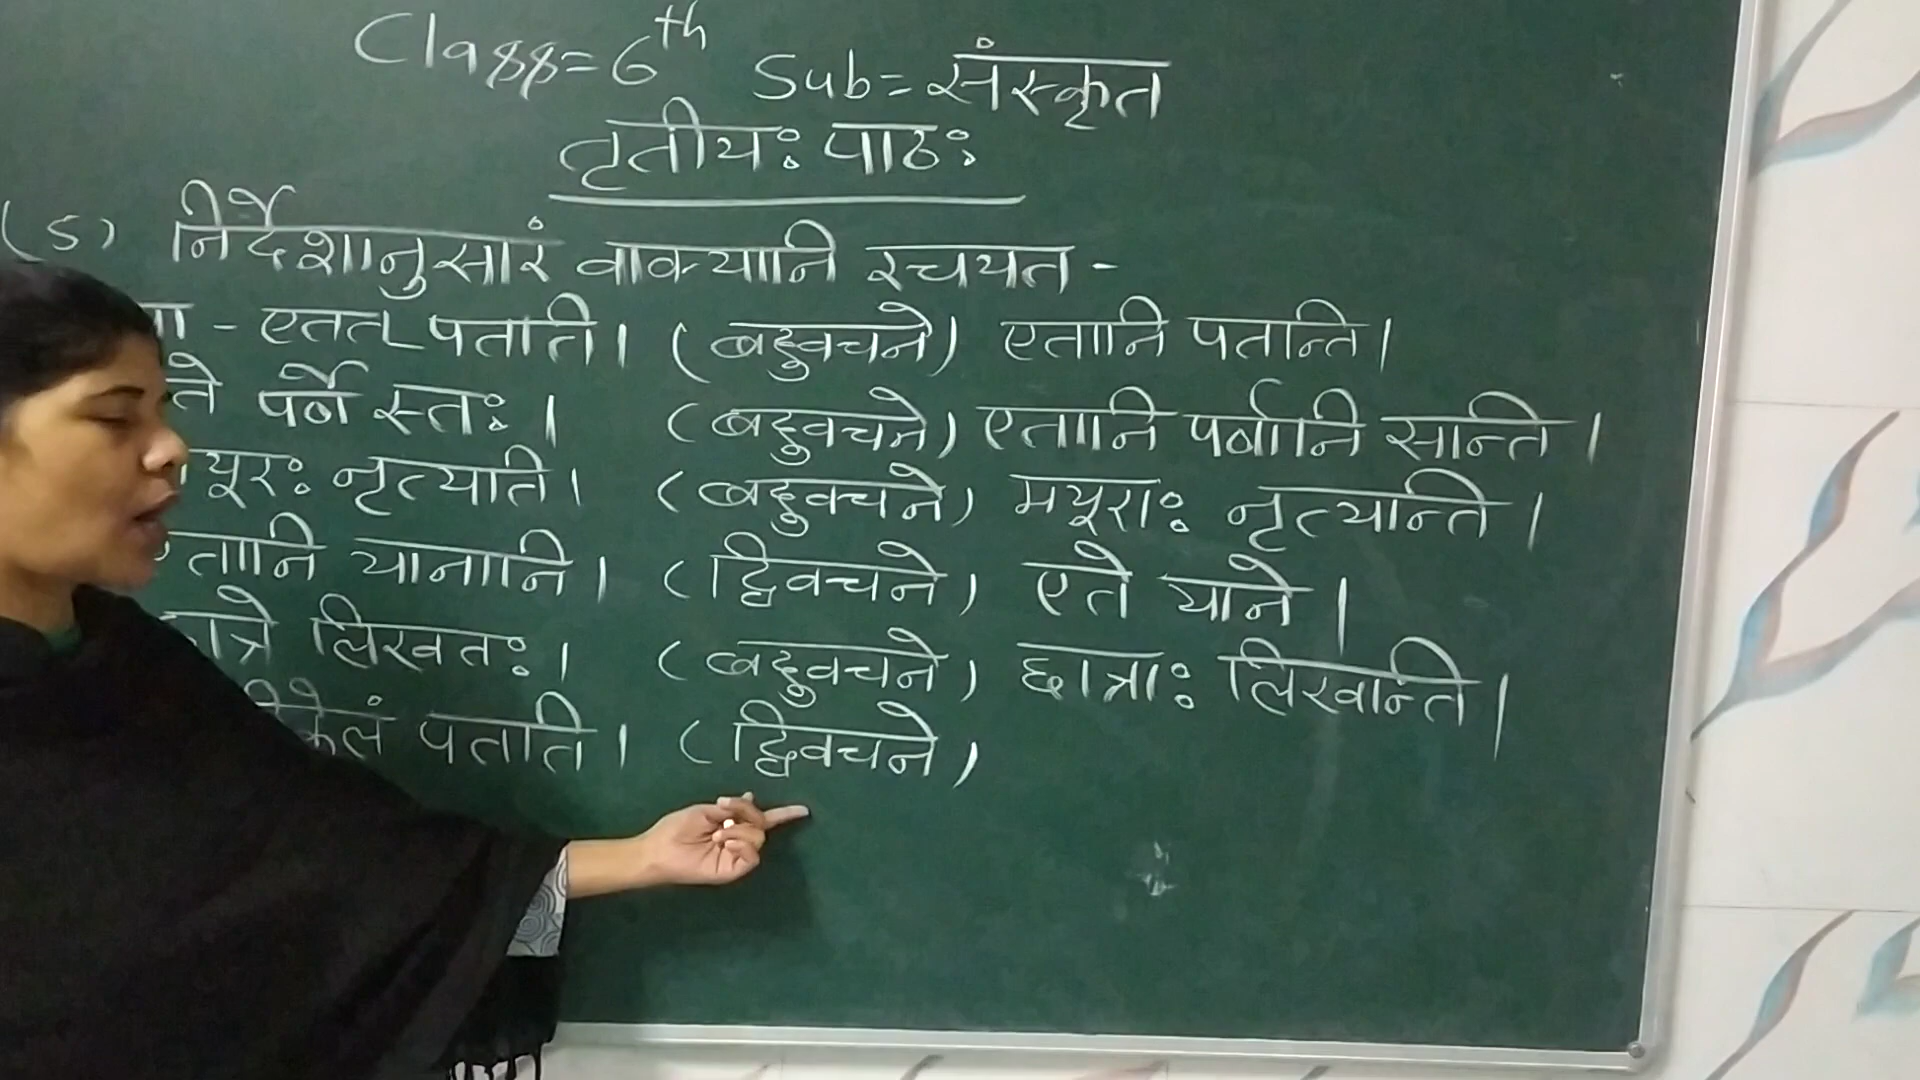 Class=6th Sub= संस्कृत
तृतीयः पाठः
(5) निर्देशानुसारं वाक्यानि रचयत -
- एतत् पतति। (बहुवचने) एतानि पतन्ति।
पर्णे स्तः। (बहुवचने) एतानि पर्णानि सन्ति।
नृत्यति। (बहुवचने) मयूराः नृत्यन्ति।
यानानि। (द्विवचने) एते याने।
लिखतः। (बहुवचने) छात्राः लिखन्ति।
पतति। (द्विवचने)